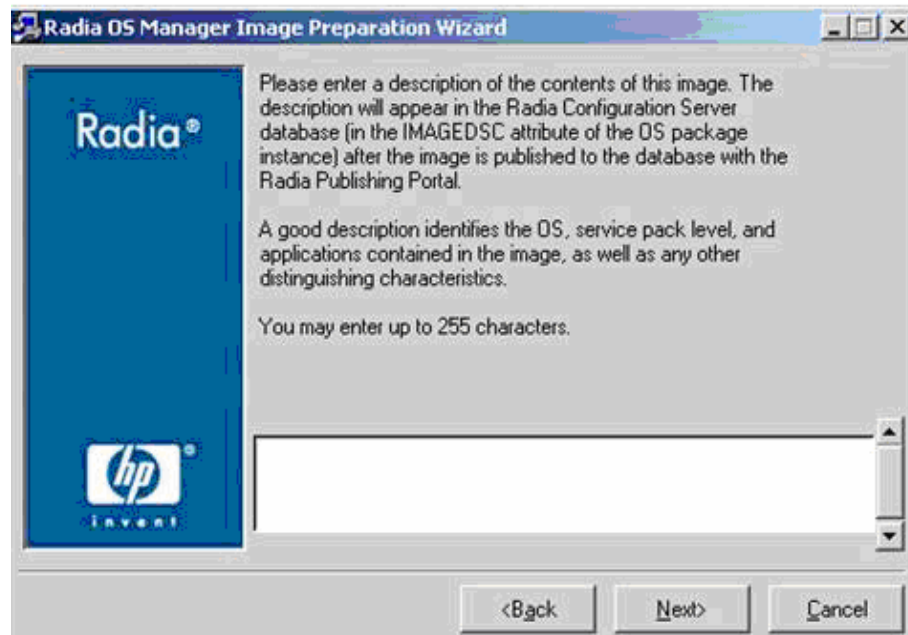 Radia OS Manager Image Preparation Wizard
Radia®
Please enter a description of the contents of this image. The
description will appear in the Radia Configuration Server
database (in the IMAGEDSC attribute of the OS package
instance) after the image is published to the database with the
Radia Publishing Portal.
A good description identifies the OS, service pack level, and
applications contained in the image, as well as any other
distinguishing characteristics.
You may enter up to 255 characters.
hp®
invent
<Back
Next>
Cancel